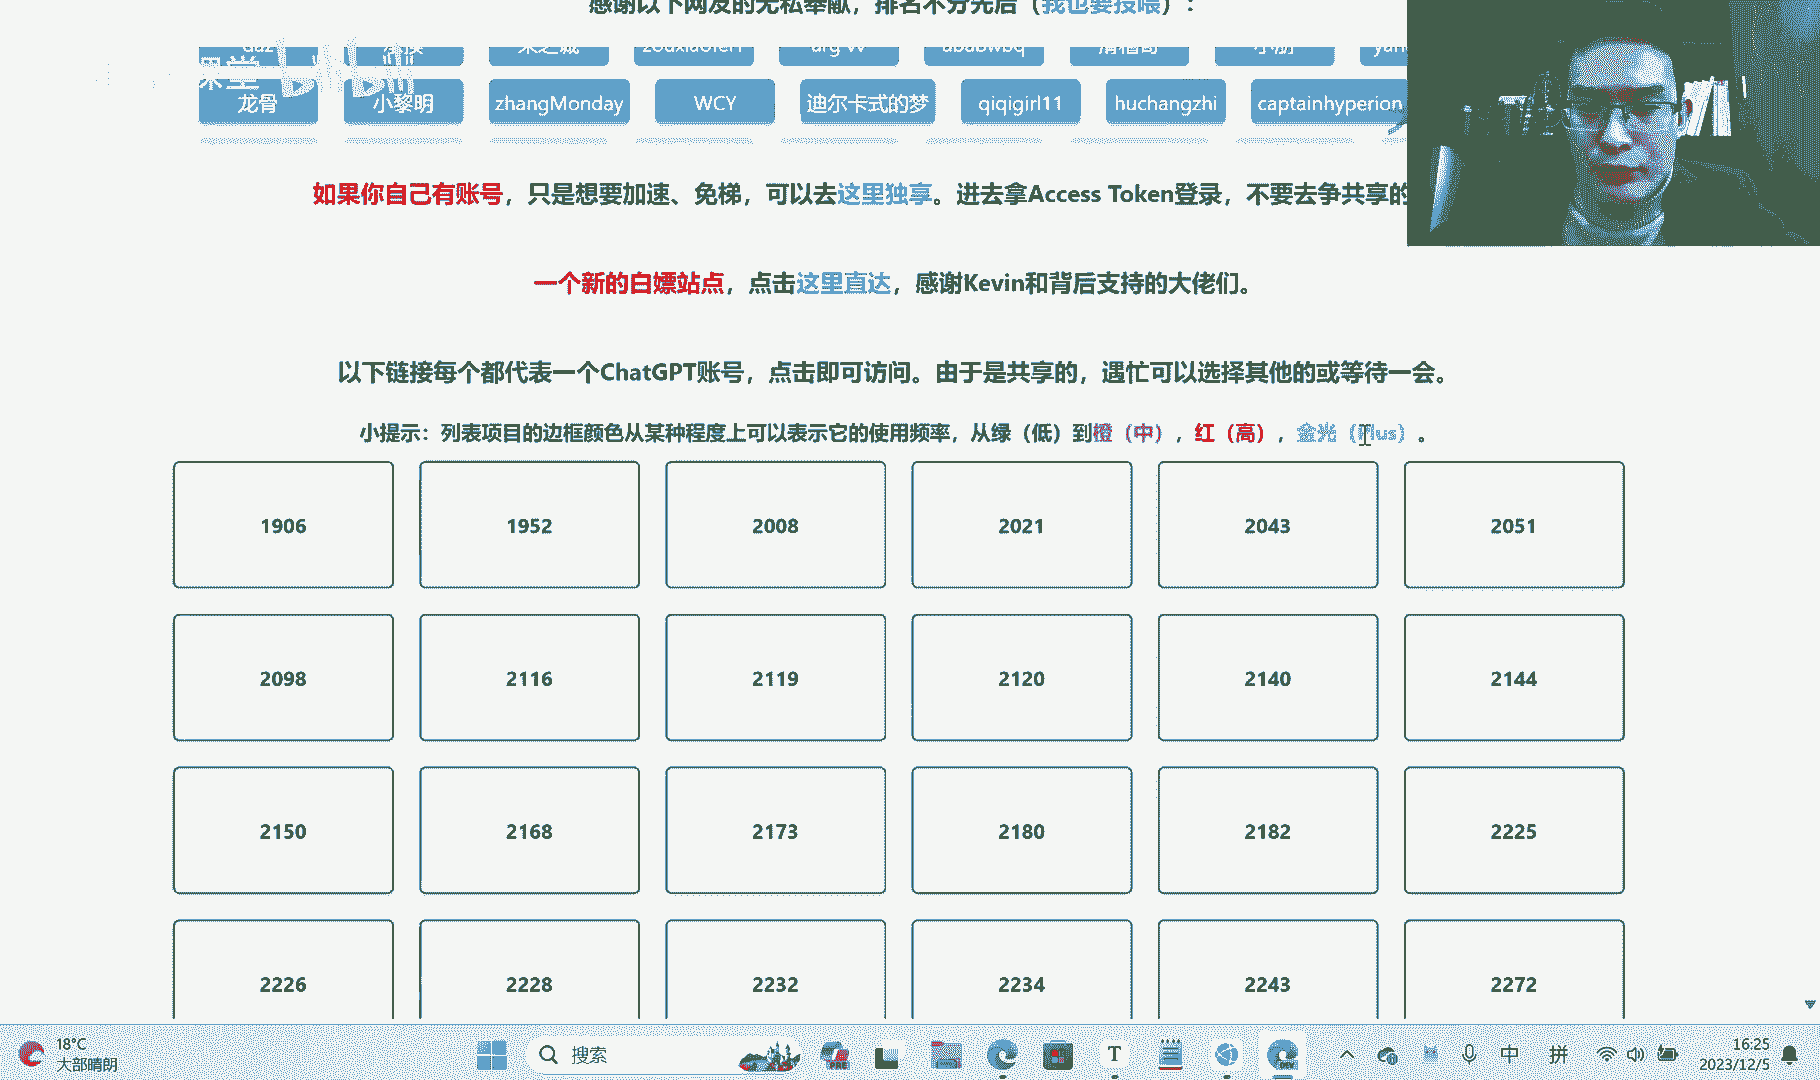 感谢以下网友的无私奉献，排名不分先后（我也要投喂）：
daz zouxiaofei 小朋
课堂 bilibili
龙骨 小黎明 zhangMonday WCY 迪尔卡式的梦 qiqigirl11 huchangzhi captainhyperion
如果你自己有账号，只是想要加速、免梯，可以去这里独享。进去拿Access Token登录，不要去争共享的
一个新的白嫖站点，点击这里直达，感谢Kevin和背后支持的大佬们。
以下链接每个都代表一个ChatGPT账号，点击即可访问。由于是共享的，遇忙可以选择其他的或等待一会。
小提示：列表项目的边框颜色从某种程度上可以表示它的使用频率，从绿（低）到橙（中），红（高），金光（Plus）。
1906 1952 2008 2021 2043 2051
2098 2116 2119 2120 2140 2144
2150 2168 2173 2180 2182 2225
2226 2228 2232 2234 2243 2272
18°C
大部晴朗
搜索
PRE
T
DEV
中
拼
16:25
2023/12/5